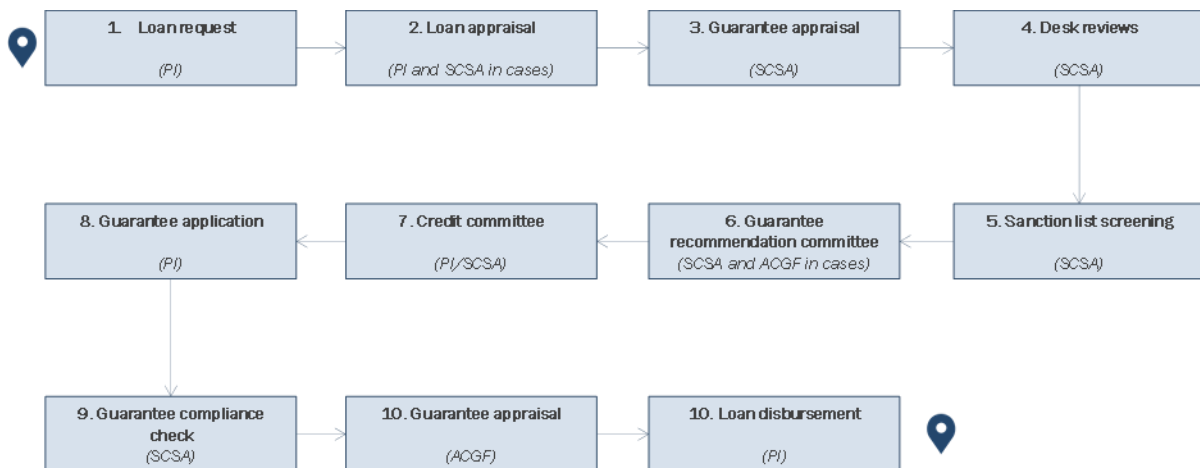 1. Loan request
(PI)
2. Loan appraisal
(PI and SCSA in cases)
3. Guarantee appraisal
(SCSA)
4. Desk reviews
(SCSA)
8. Guarantee application
(PI)
7. Credit committee
(PI/SCSA)
6. Guarantee
recommendation committee
(SCSA and ACGF in cases)
5. Sanction list screening
(SCSA)
9. Guarantee compliance
check
(SCSA)
10. Guarantee appraisal
(ACGF)
10. Loan disbursement
(PI)